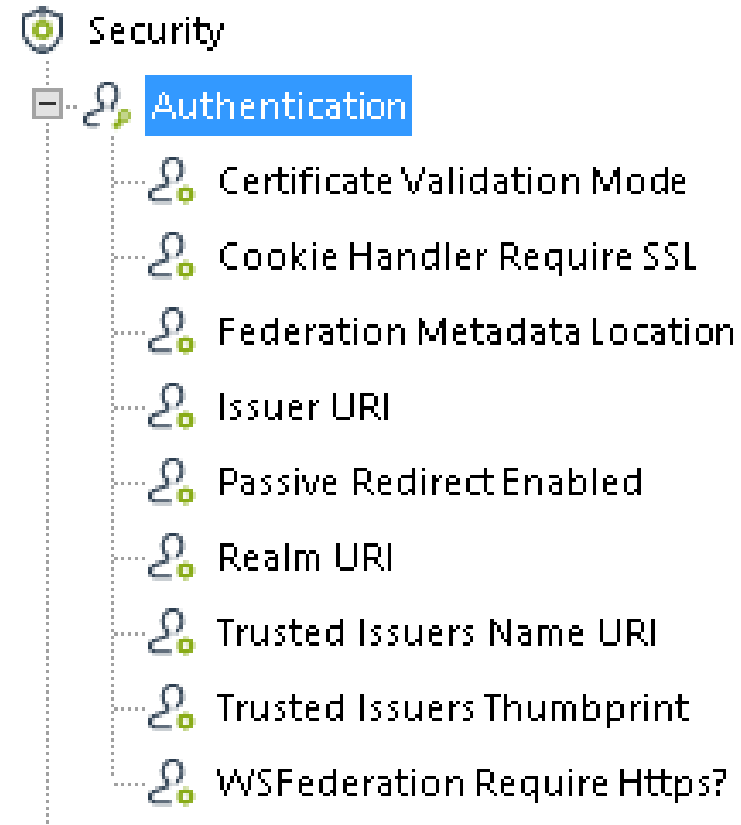 Security
Authentication
Certificate Validation Mode
Cookie Handler Require SSL
Federation Metadata Location
Issuer URI
Passive Redirect Enabled
Realm URI
Trusted Issuers Name URI
Trusted Issuers Thumbprint
WSFederation Require Https?